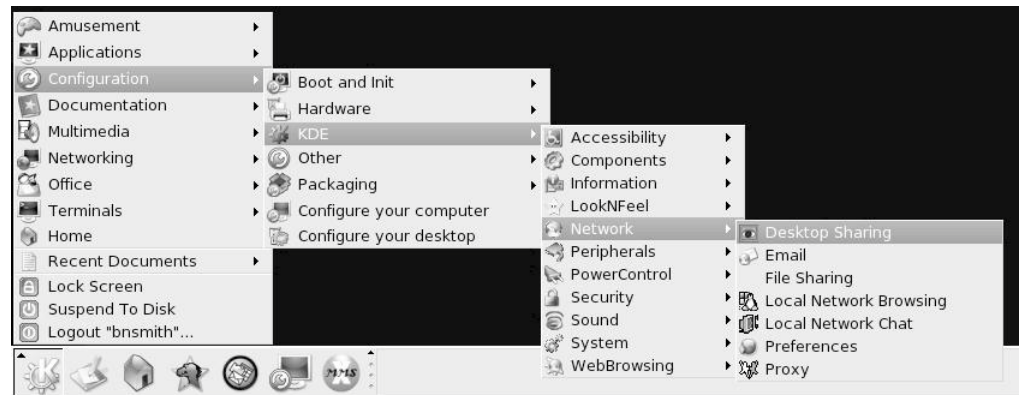 Amusement
Applications
Configuration
Documentation
Multimedia
Networking
Office
Terminals
Home
Recent Documents
Lock Screen
Suspend To Disk
Logout "bnsmith"...
Boot and Init
Hardware
KDE
Other
Packaging
Configure your computer
Configure your desktop
Accessibility
Components
Information
LookNFeel
Network
Peripherals
PowerControl
Security
Sound
System
WebBrowsing
Desktop Sharing
Email
File Sharing
Local Network Browsing
Local Network Chat
Preferences
Proxy
MMS